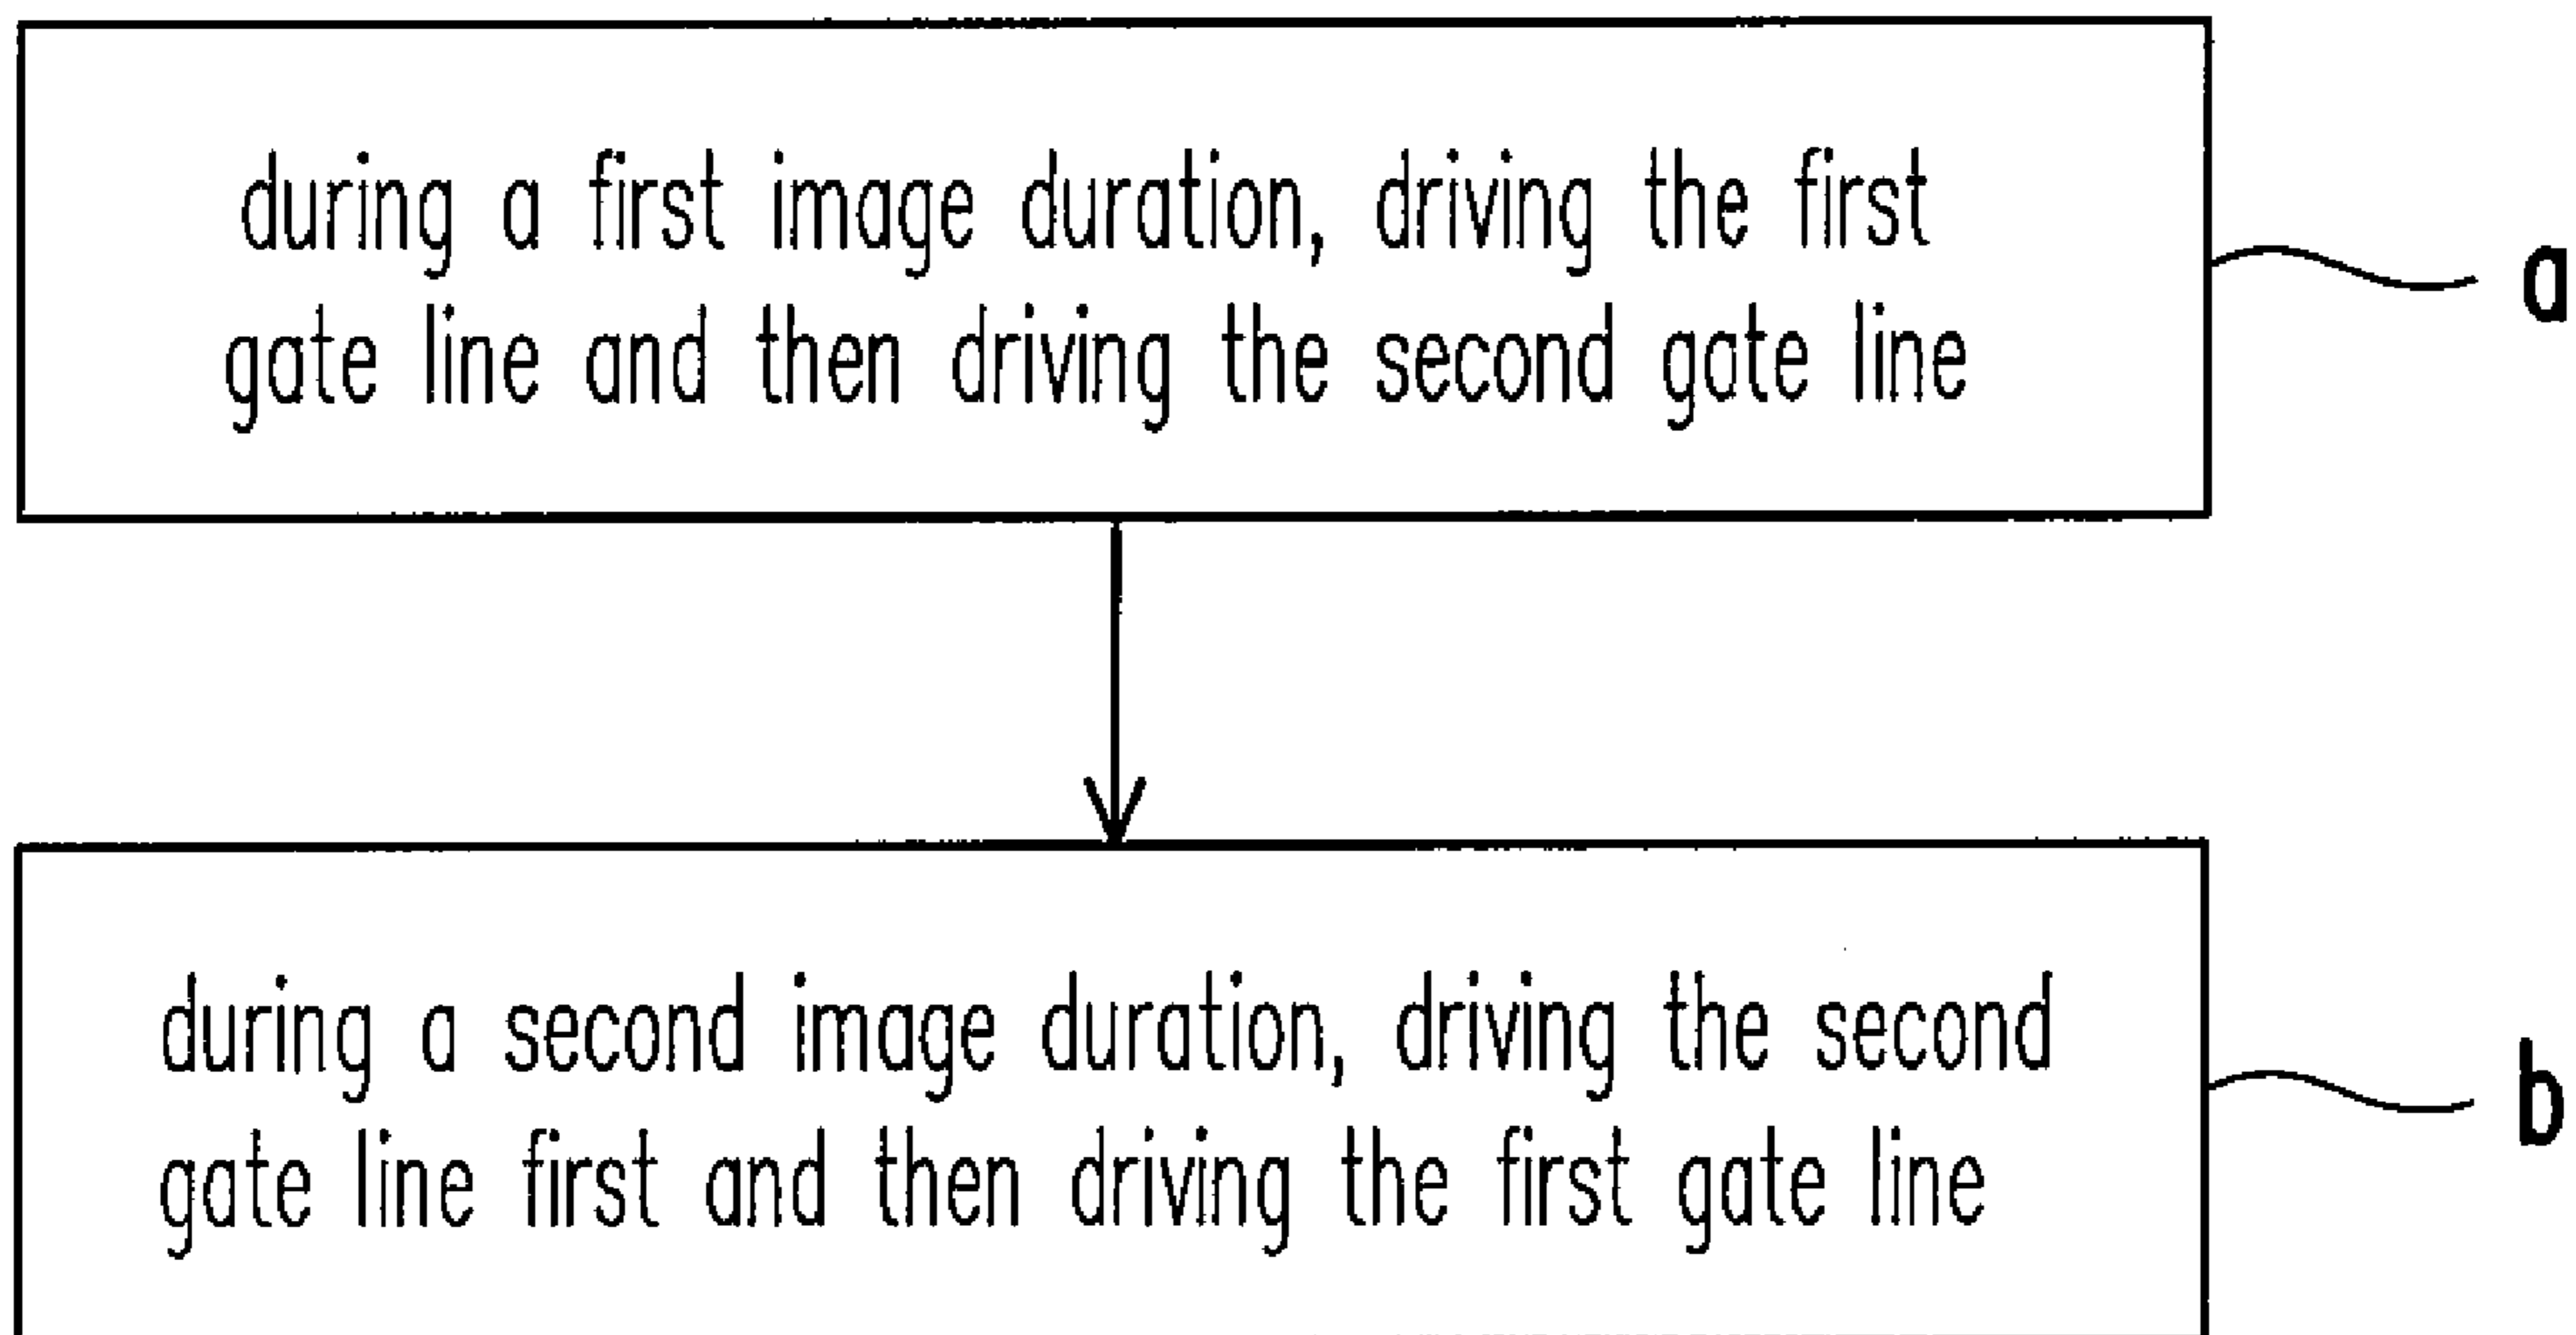 during a first image duration, driving the first
gate line and then driving the second gate line
a
during a second image duration, driving the second
gate line first and then driving the first gate line
b